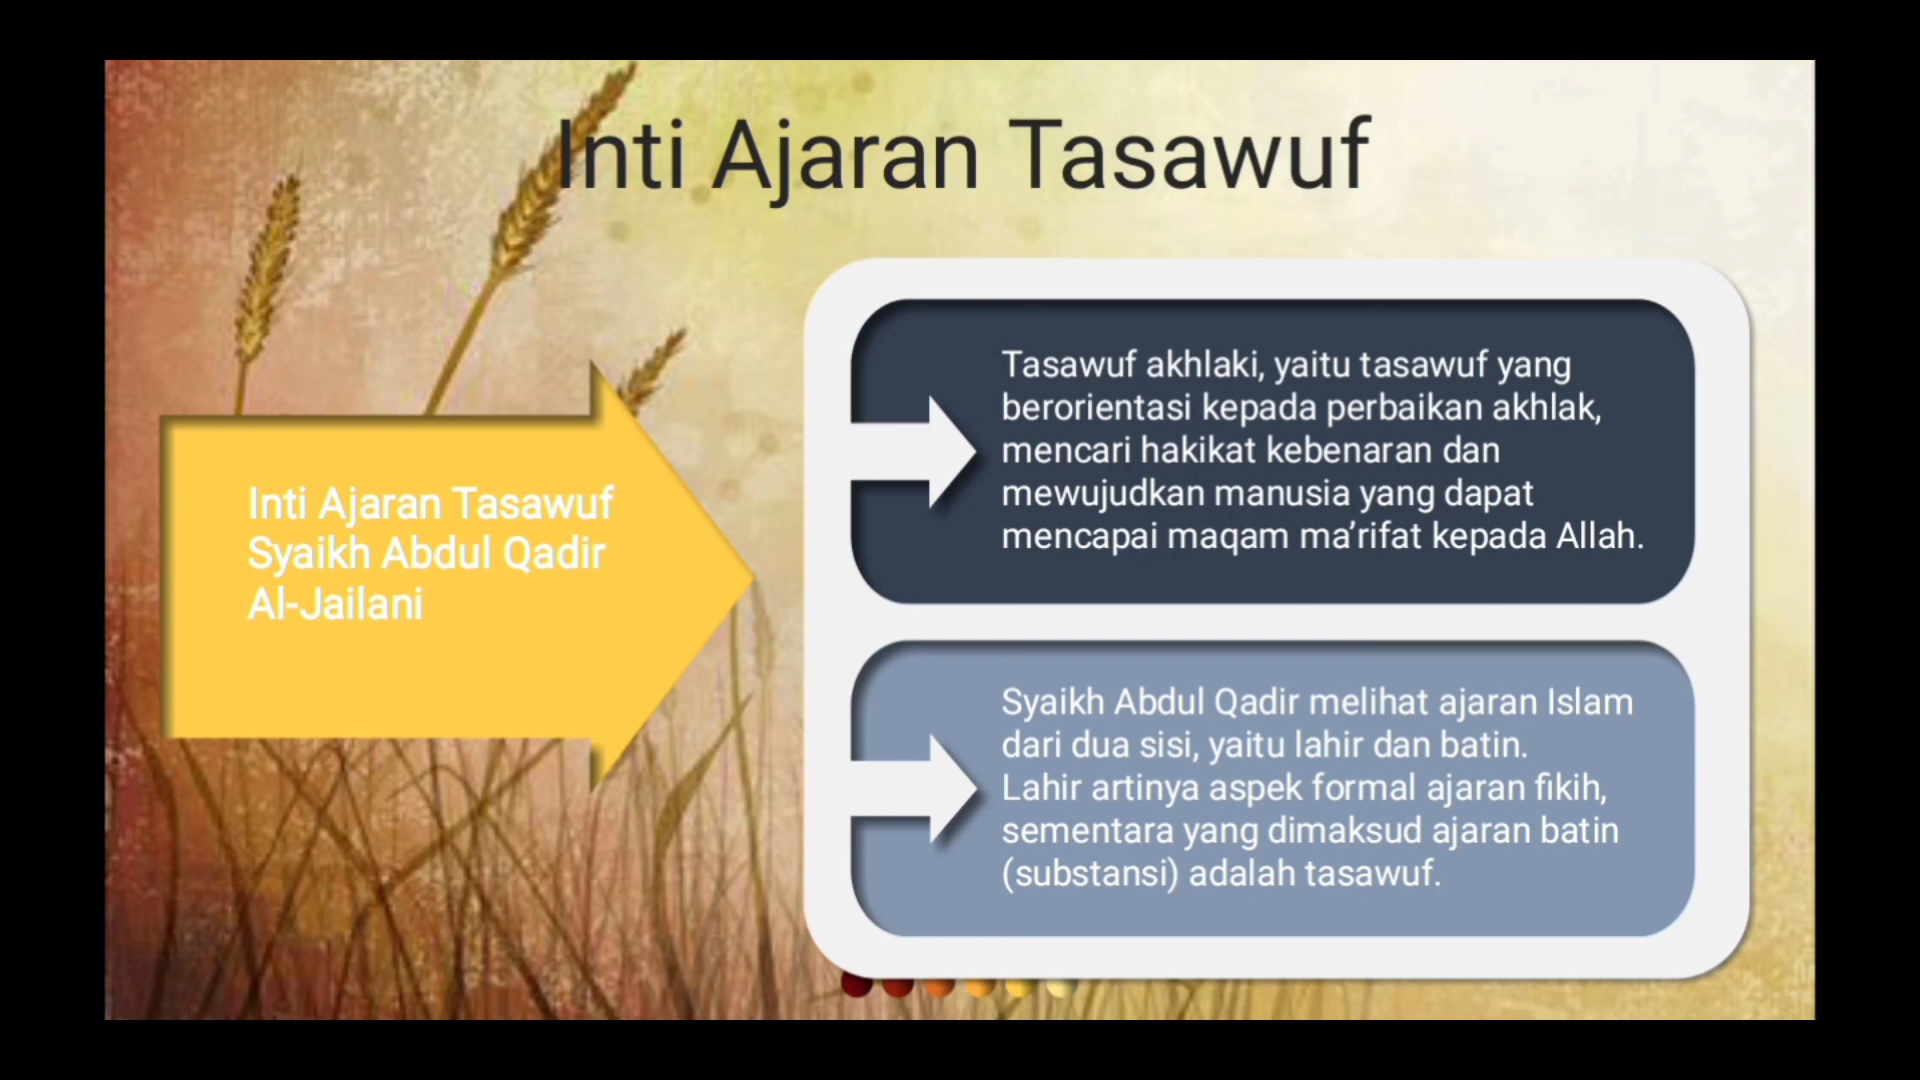 Inti Ajaran Tasawuf
Inti Ajaran Tasawuf
Syaikh Abdul Qadir
Al-Jailani
Tasawuf akhlaki, yaitu tasawuf yang
berorientasi kepada perbaikan akhlak,
mencari hakikat kebenaran dan
mewujudkan manusia yang dapat
mencapai maqam ma’rifat kepada Allah.
Syaikh Abdul Qadir melihat ajaran Islam
dari dua sisi, yaitu lahir dan batin.
Lahir artinya aspek formal ajaran fikih,
sementara yang dimaksud ajaran batin
(substansi) adalah tasawuf.